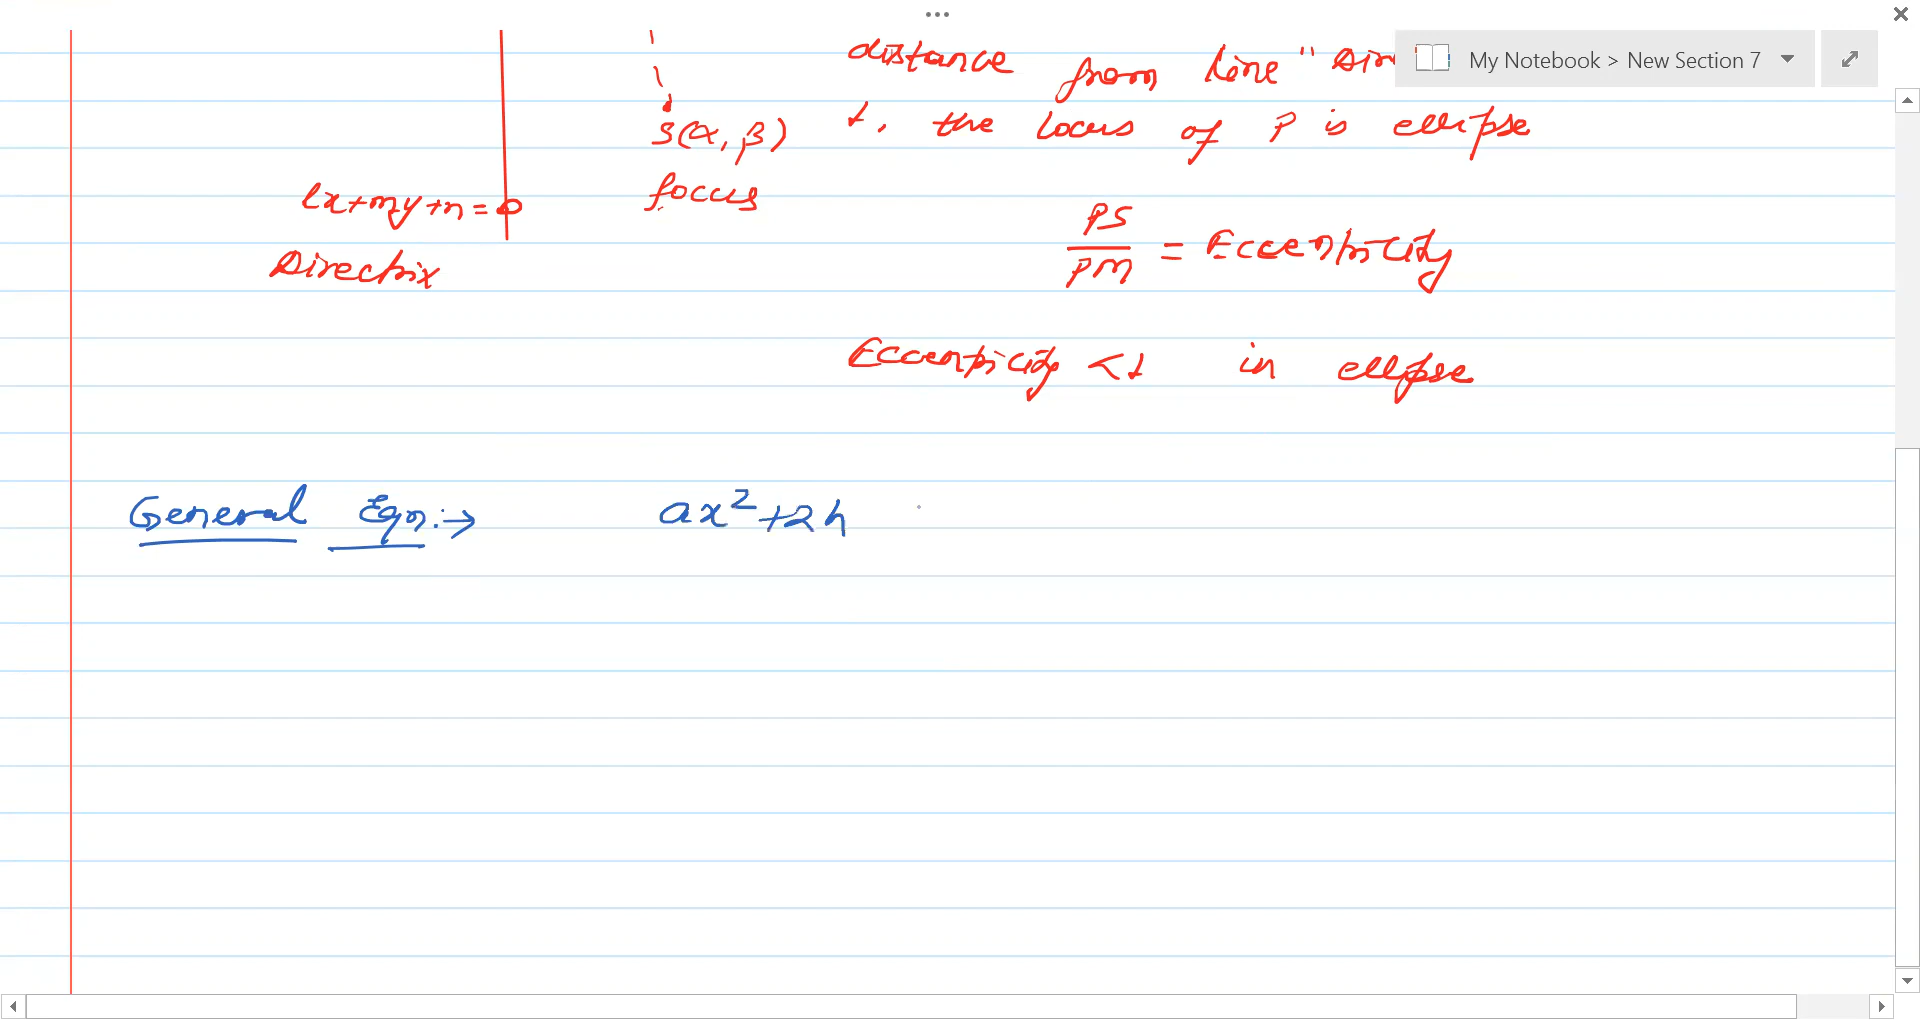 distance from line "Dire
My Notebook > New Section 7
S(α, β) 1, the locus of P is ellipse
focus
lx+my+n=0
PS
PM = Eccentricity
Directrix
Eccentricity <1 in ellipse
General Eqn:→ ax²+2h